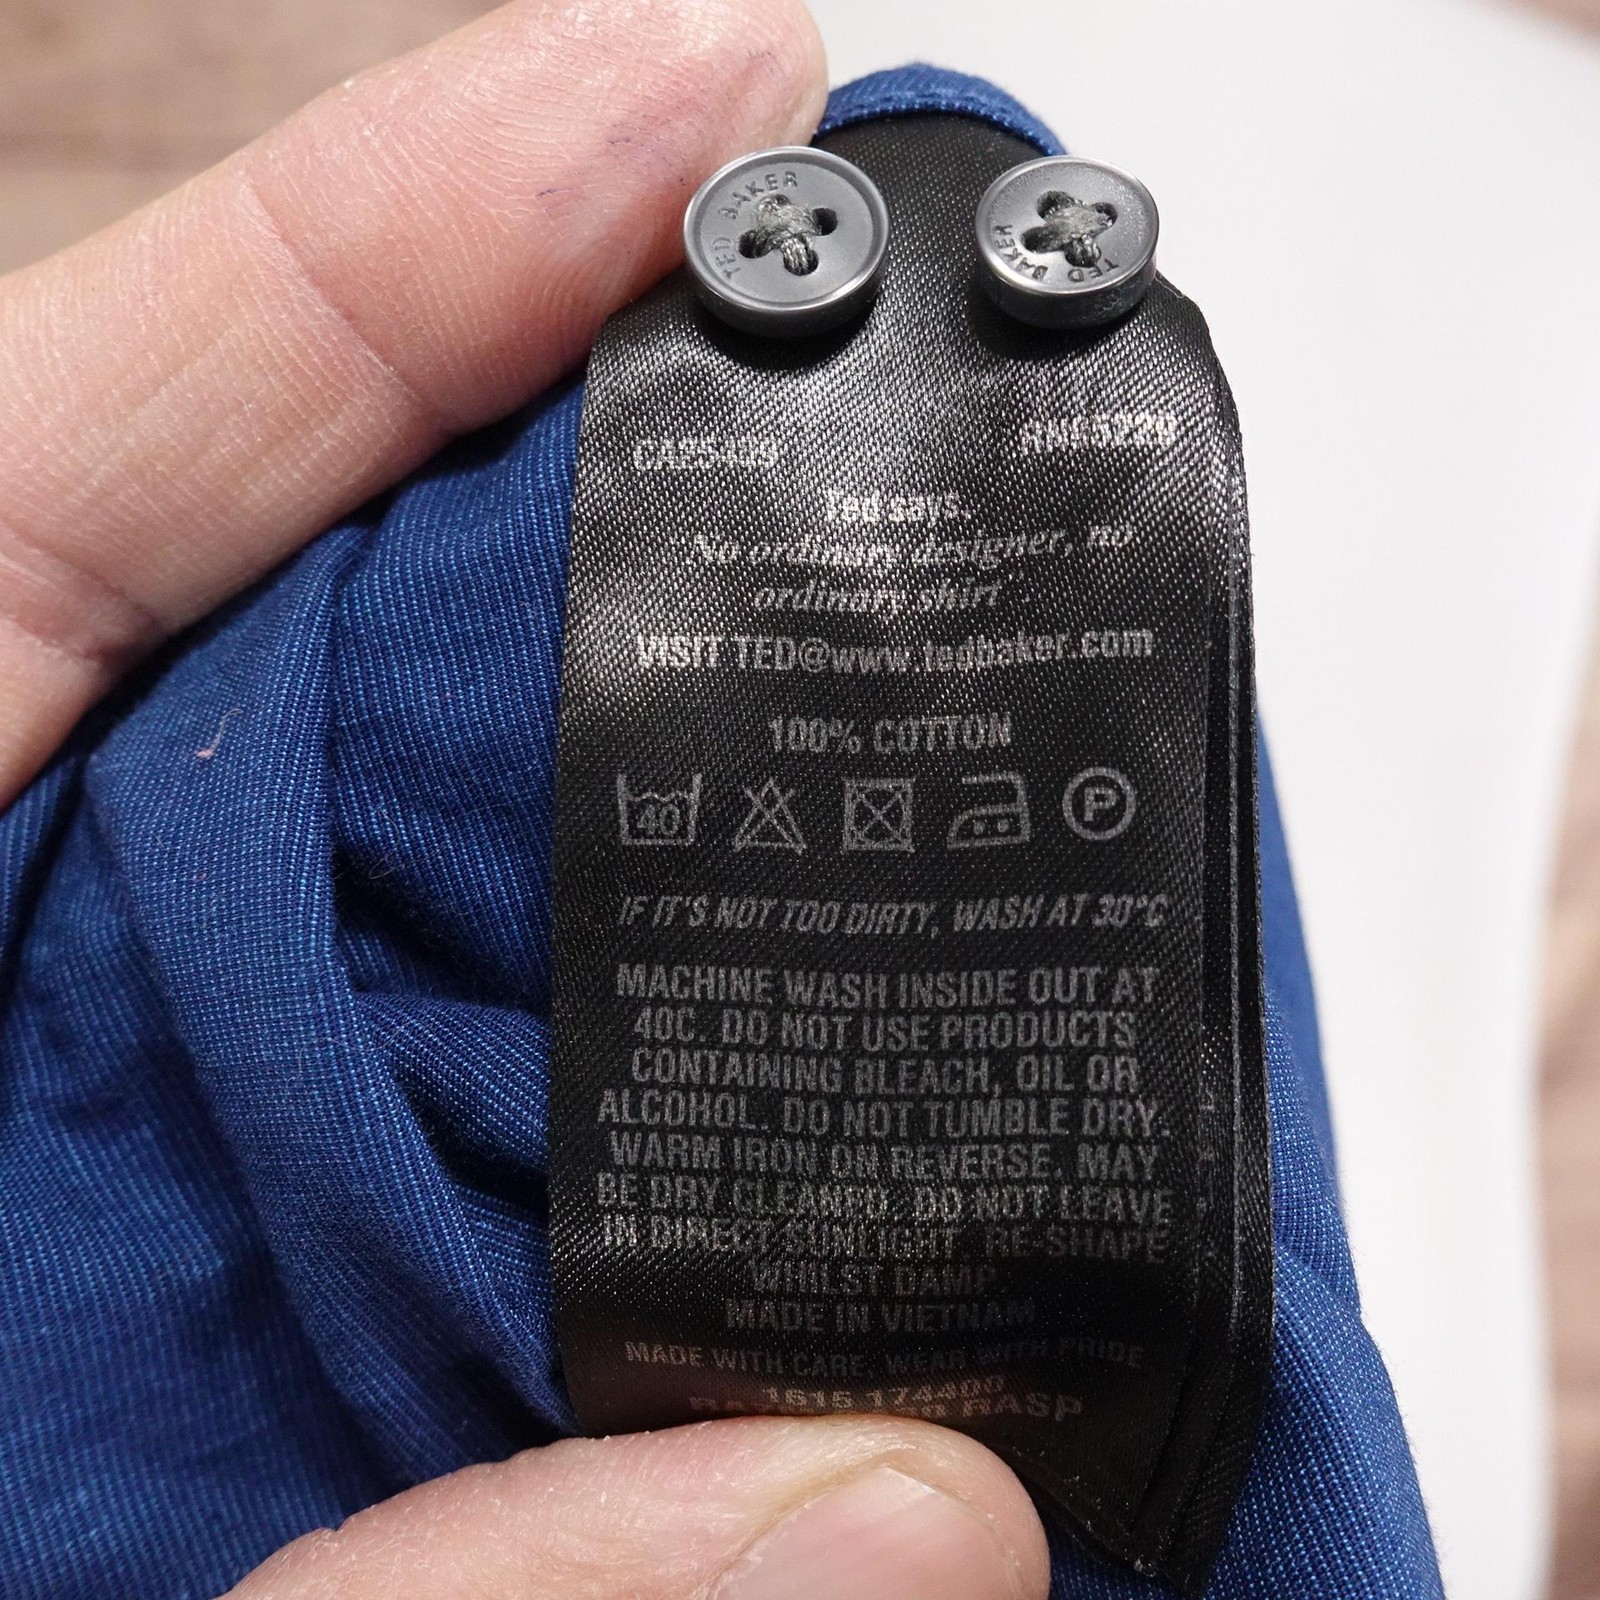 TED BAKER
TED BAKER
CA25409
Ted says.
"No ordinary designer, no
ordinary shirt".
VISIT TED@www.tedbaker.com
100% COTTON
40
P
IF IT'S NOT TOO DIRTY, WASH AT 30°C
MACHINE WASH INSIDE OUT AT
40C. DO NOT USE PRODUCTS
CONTAINING BLEACH, OIL OR
ALCOHOL. DO NOT TUMBLE DRY.
WARM IRON ON REVERSE. MAY
BE DRY CLEANED. DO NOT LEAVE
IN DIRECT SUNLIGHT. RE-SHAPE
WHILST DAMP
MADE IN VIETNAM
MADE WITH CARE. WEAR WITH PRIDE
1615 174400
RASP